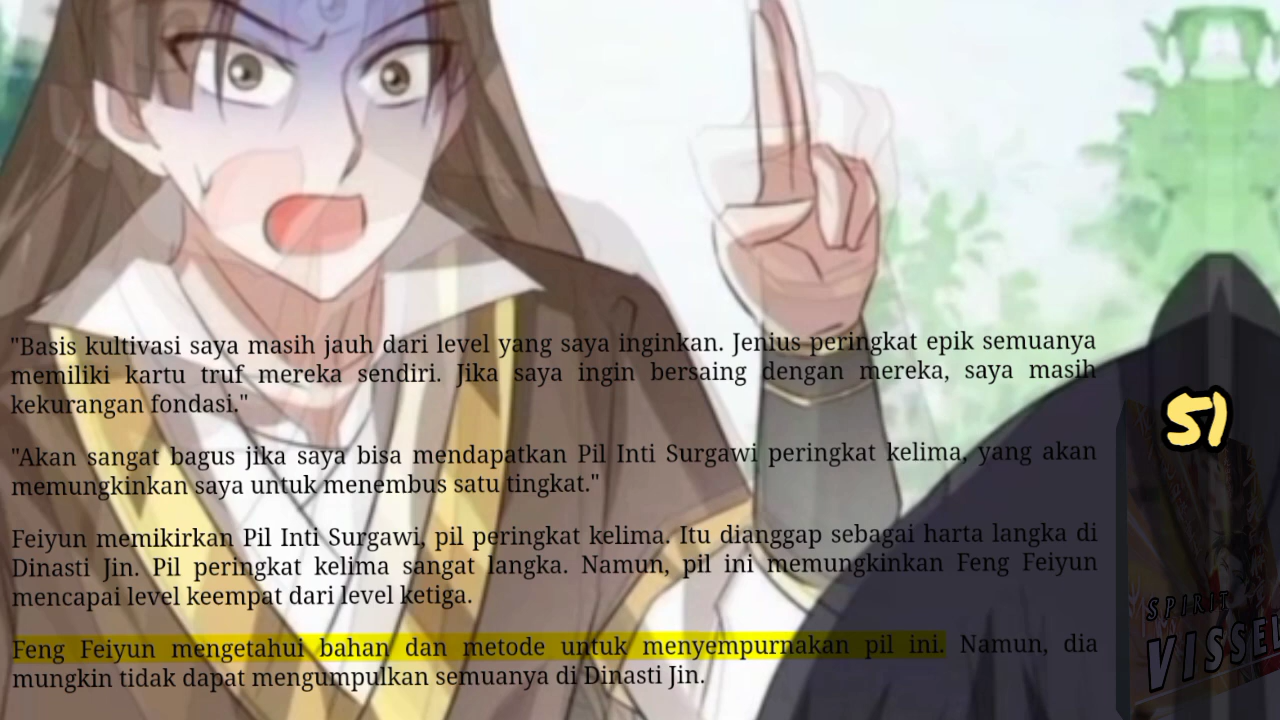 "Basis kultivasi saya masih jauh dari level yang saya inginkan. Jenius peringkat epik semuanya
memiliki kartu truf mereka sendiri. Jika saya ingin bersaing dengan mereka, saya masih
kekurangan fondasi."
"Akan sangat bagus jika saya bisa mendapatkan Pil Inti Surgawi peringkat kelima, yang akan
memungkinkan saya untuk menembus satu tingkat."
Feiyun memikirkan Pil Inti Surgawi, pil peringkat kelima. Itu dianggap sebagai harta langka di
Dinasti Jin. Pil peringkat kelima sangat langka. Namun, pil ini memungkinkan Feng Feiyun
mencapai level keempat dari level ketiga.
Feng Feiyun mengetahui bahan dan metode untuk menyempurnakan pil ini. Namun, dia
mungkin tidak dapat mengumpulkan semuanya di Dinasti Jin.
51
SPIRIT
VISSEL